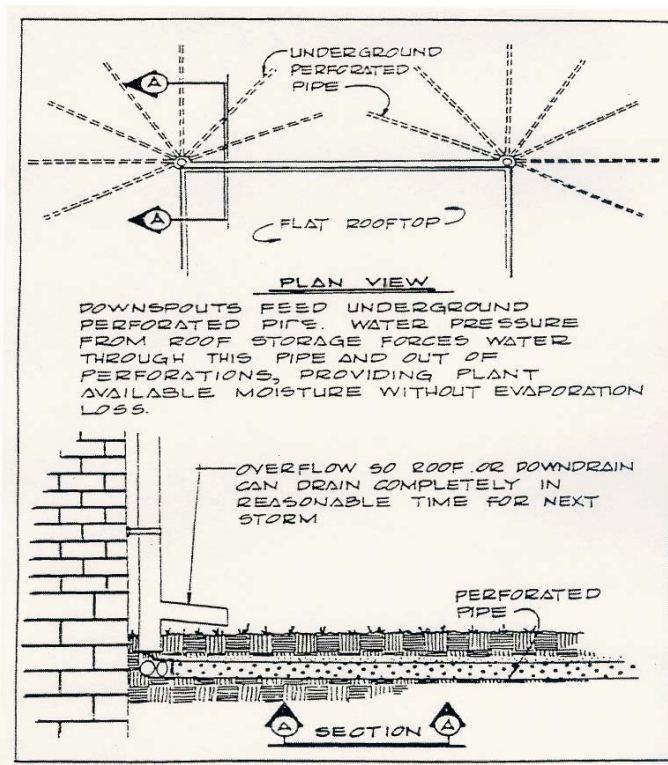 UNDERGROUND
PERFORATED
PIPE
A
A
FLAT ROOFTOP
PLAN VIEW
DOWNSPOUTS FEED UNDERGROUND
PERFORATED PIPE. WATER PRESSURE
FROM ROOF STORAGE FORCES WATER
THROUGH THIS PIPE AND OUT OF
PERFORATIONS, PROVIDING PLANT
AVAILABLE MOISTURE WITHOUT EVAPORATION
LOSS.
OVERFLOW SO ROOF OR DOWNDRAIN
CAN DRAIN COMPLETELY IN
REASONABLE TIME FOR NEXT
STORM
PERFORATED
PIPE
A SECTION A